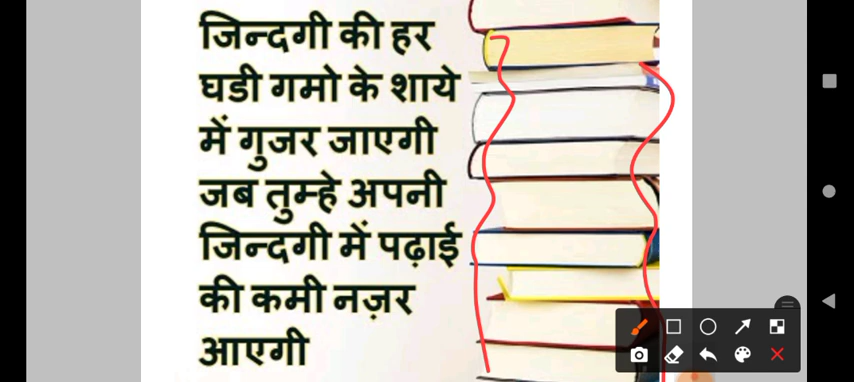 जिन्दगी की हर
घडी गमो के शाये
में गुजर जाएगी
जब तुम्हे अपनी
जिन्दगी में पढ़ाई
की कमी नज़र
आएगी